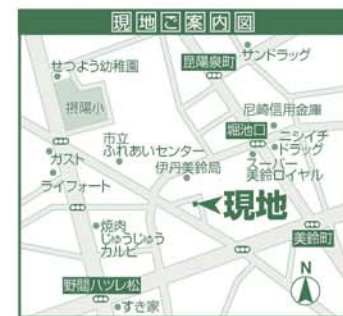 現地ご案内図
せつよう幼稚園
サンドラッグ
昆陽泉町
摂陽小
尼崎信用金庫
堀池口
市立
ふれあいセンター
ニシイチ
ドラッグ
ガスト
伊丹美鈴局
スーパー
美鈴ロイヤル
ライフォート
現地
焼肉
じゅうじゅう
カルビ
美鈴町
野間ハツレ松
N
すき家